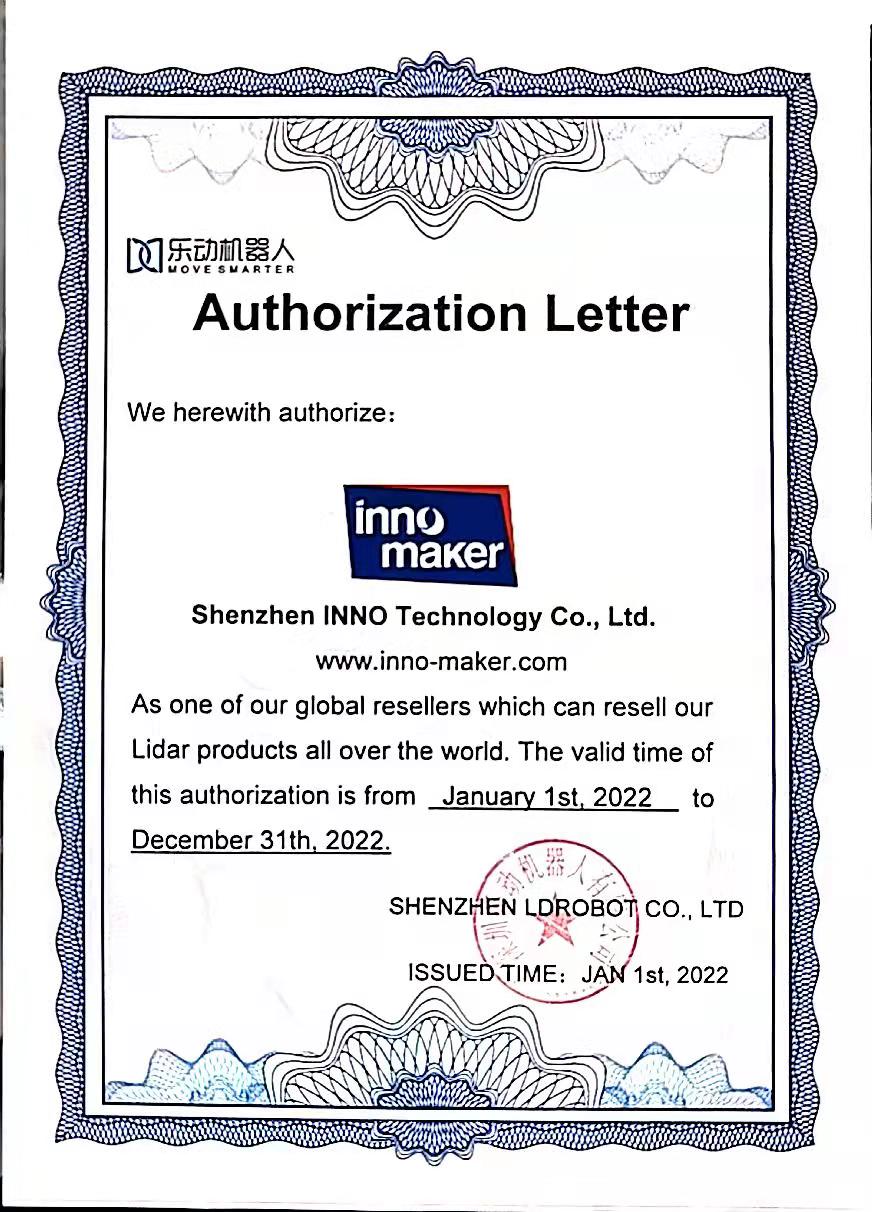 乐动机器人
MOVE SMARTER
Authorization Letter
We herewith authorize:
inno
maker
Shenzhen INNO Technology Co., Ltd.
www.inno-maker.com
As one of our global resellers which can resell our
Lidar products all over the world. The valid time of
this authorization is from January 1st, 2022 to
December 31th, 2022.
动机器人有
公司
SHENZHEN LDROBOT CO., LTD
ISSUED TIME: JAN 1st, 2022